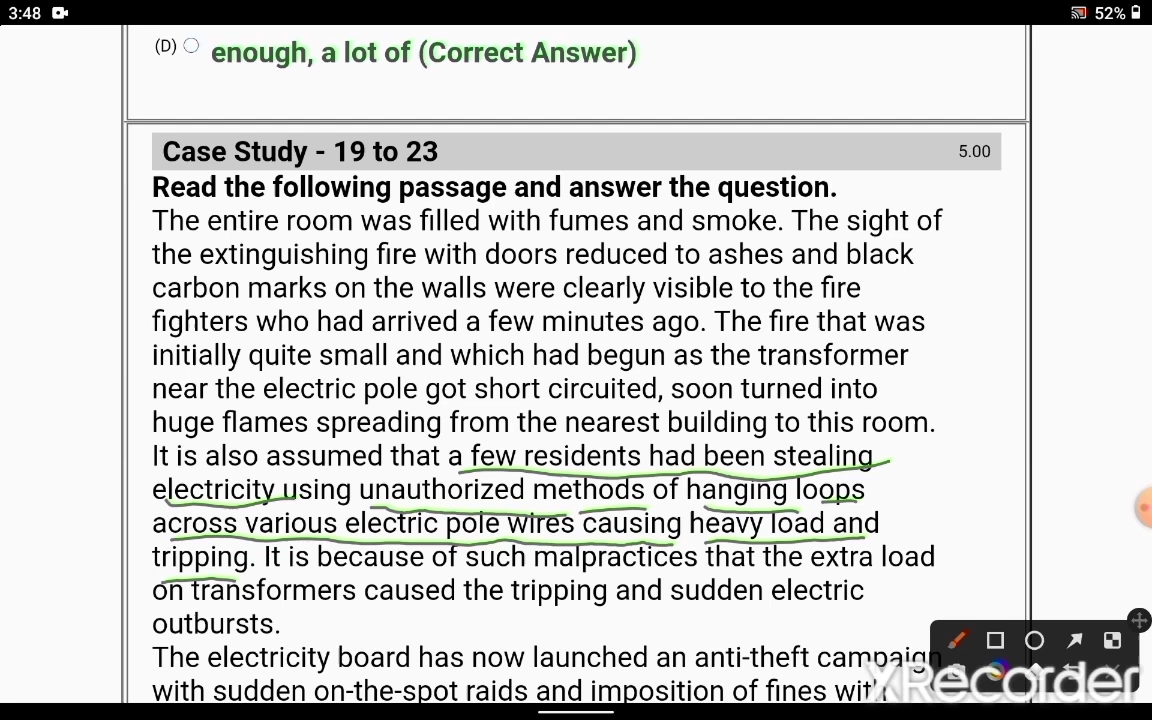 3:48
52%
(D) enough, a lot of (Correct Answer)
Case Study - 19 to 23
5.00
Read the following passage and answer the question.
The entire room was filled with fumes and smoke. The sight of
the extinguishing fire with doors reduced to ashes and black
carbon marks on the walls were clearly visible to the fire
fighters who had arrived a few minutes ago. The fire that was
initially quite small and which had begun as the transformer
near the electric pole got short circuited, soon turned into
huge flames spreading from the nearest building to this room.
It is also assumed that a few residents had been stealing
electricity using unauthorized methods of hanging loops
across various electric pole wires causing heavy load and
tripping. It is because of such malpractices that the extra load
on transformers caused the tripping and sudden electric
outbursts.
The electricity board has now launched an anti-theft campaign
with sudden on-the-spot raids and imposition of fines with
XRecorder